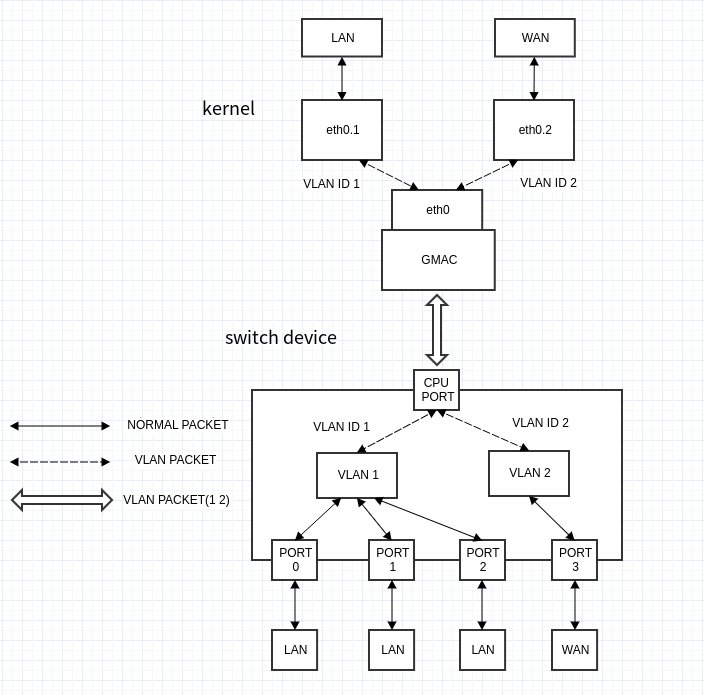 LAN
WAN
kernel
eth0.1
eth0.2
VLAN ID 1
VLAN ID 2
eth0
GMAC
switch device
CPU
PORT
NORMAL PACKET
VLAN PACKET
VLAN PACKET(1 2)
VLAN ID 1
VLAN ID 2
VLAN 1
VLAN 2
PORT
0
PORT
1
PORT
2
PORT
3
LAN
LAN
LAN
WAN